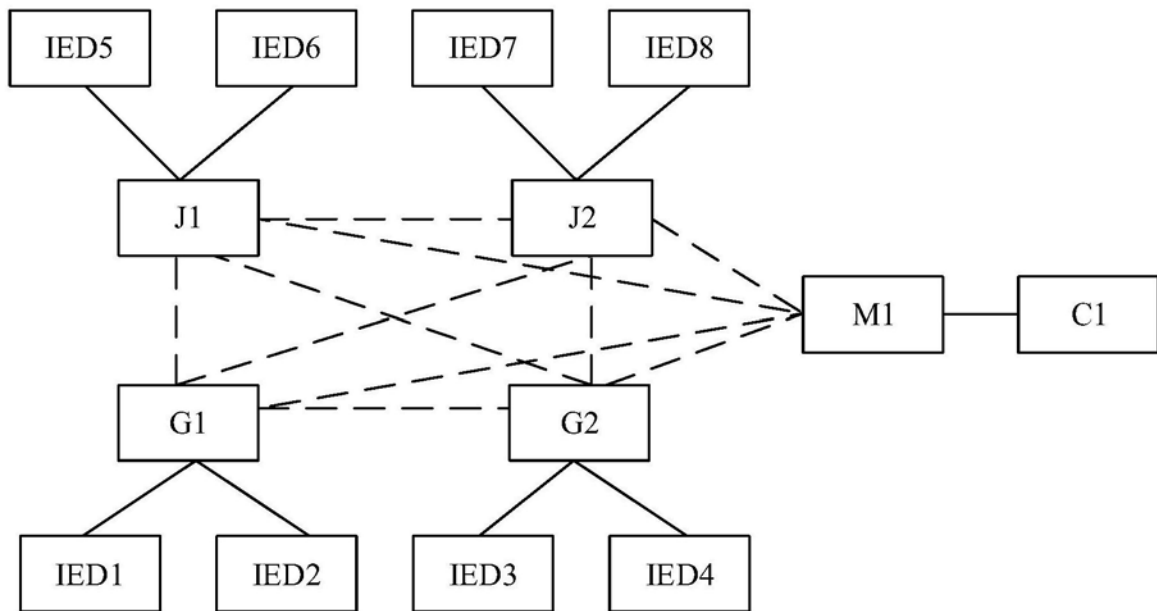 IED5 IED6 IED7 IED8
J1 J2
M1 C1
G1 G2
IED1 IED2 IED3 IED4